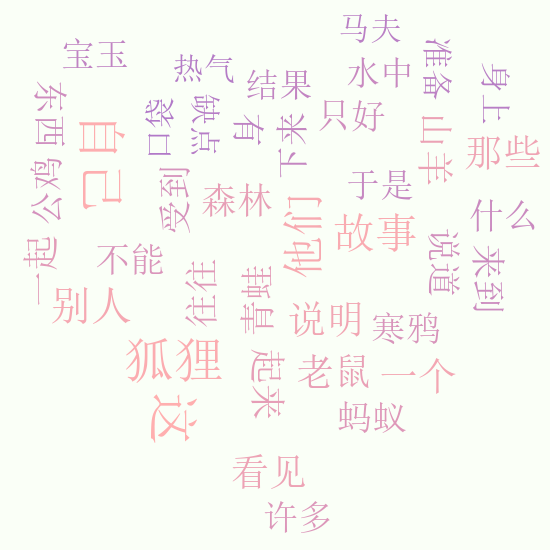 马夫
宝玉
热气
准备
水中
结果
身上
口袋
晚点
只好
有
下来
山羊
那些
自己
公鸡
受到
森林
于是
他们
故事
什么
不能
说道
来到
一起
往往
青蛙
别人
说明
寒鸦
狐狸
起来
老鼠
一个
这
蚂蚁
看见
许多